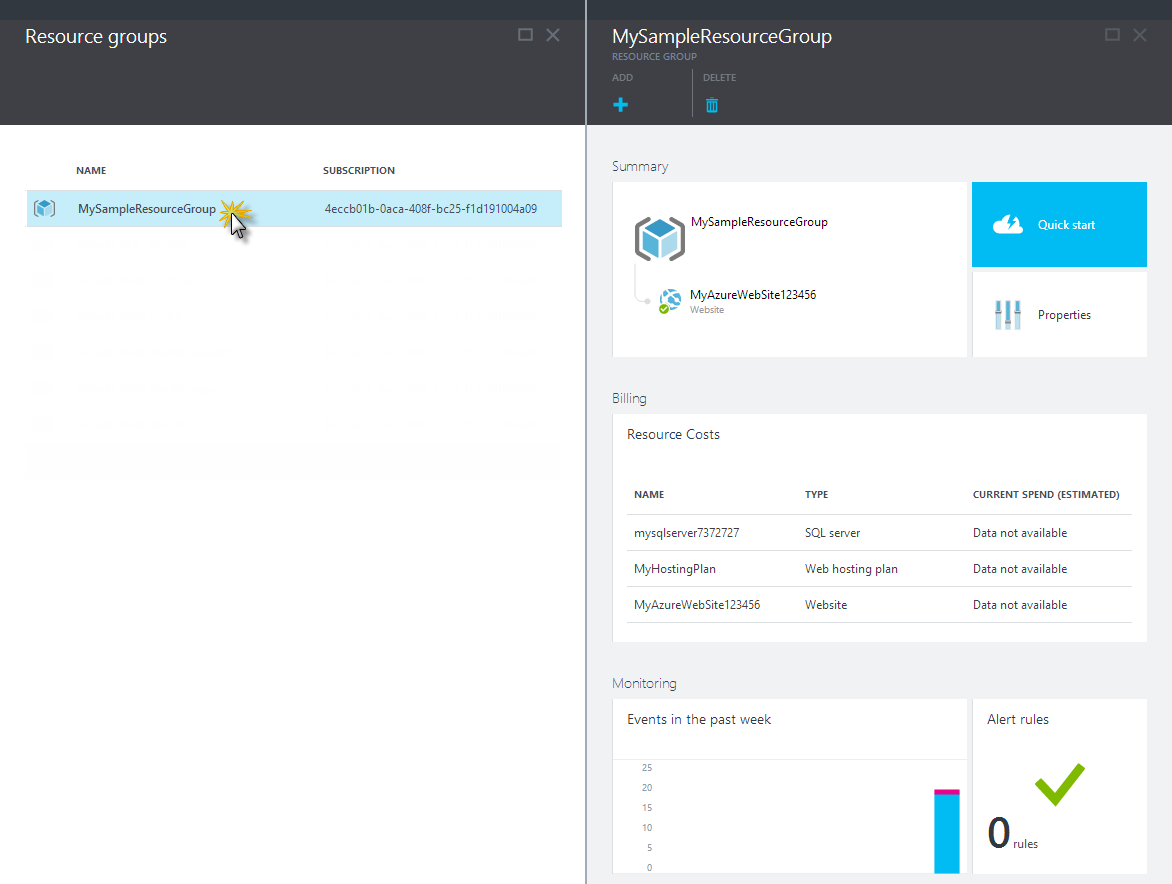 Resource groups
NAME SUBSCRIPTION
MySampleResourceGroup 4eccb01b-0aca-408f-bc25-f1d191004a09
MySampleResourceGroup
RESOURCE GROUP
ADD DELETE
Summary
MySampleResourceGroup
MyAzureWebSite123456
Website
Quick start
Properties
Billing
Resource Costs
NAME TYPE CURRENT SPEND (ESTIMATED)
mysqlserver7372727 SQL server Data not available
MyHostingPlan Web hosting plan Data not available
MyAzureWebSite123456 Website Data not available
Monitoring
Events in the past week
25
20
15
10
5
0
Alert rules
0 rules